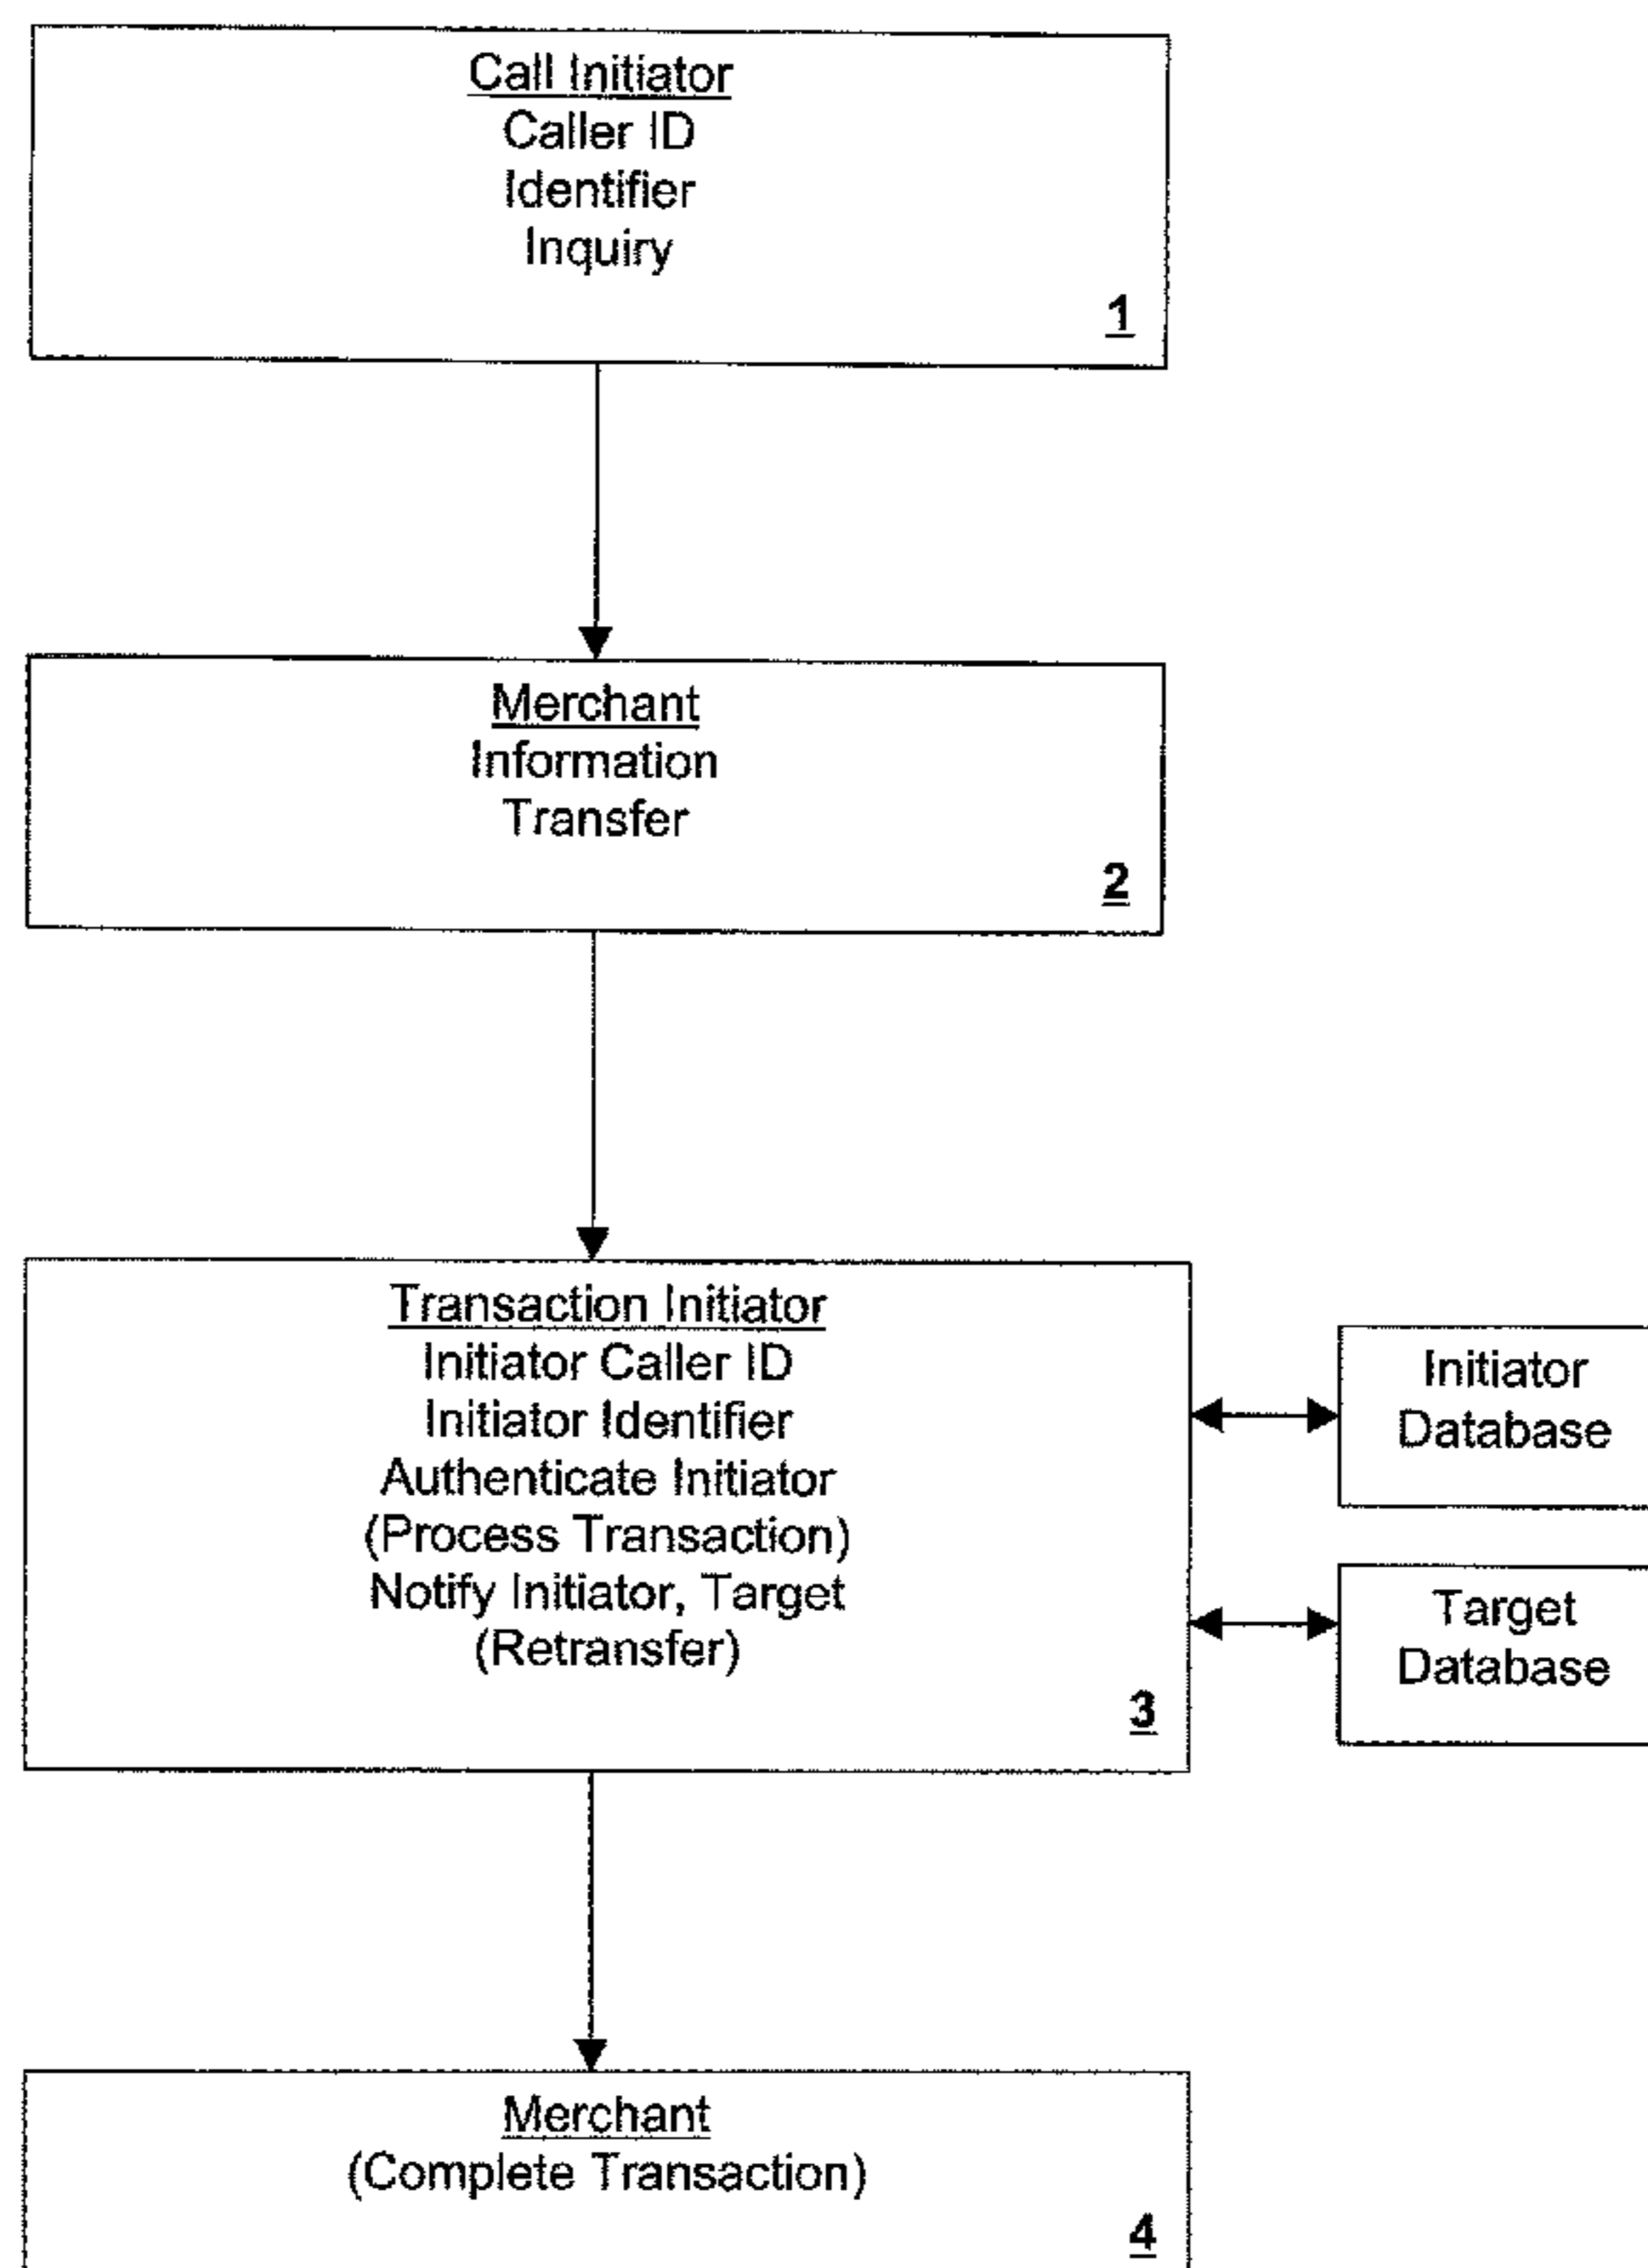 Call Initiator
Caller ID
Identifier
Inquiry
1
Merchant
Information
Transfer
2
Transaction Initiator
Initiator Caller ID
Initiator Identifier
Authenticate Initiator
(Process Transaction)
Notify Initiator, Target
(Retransfer)
3
Initiator
Database
Target
Database
Merchant
(Complete Transaction)
4